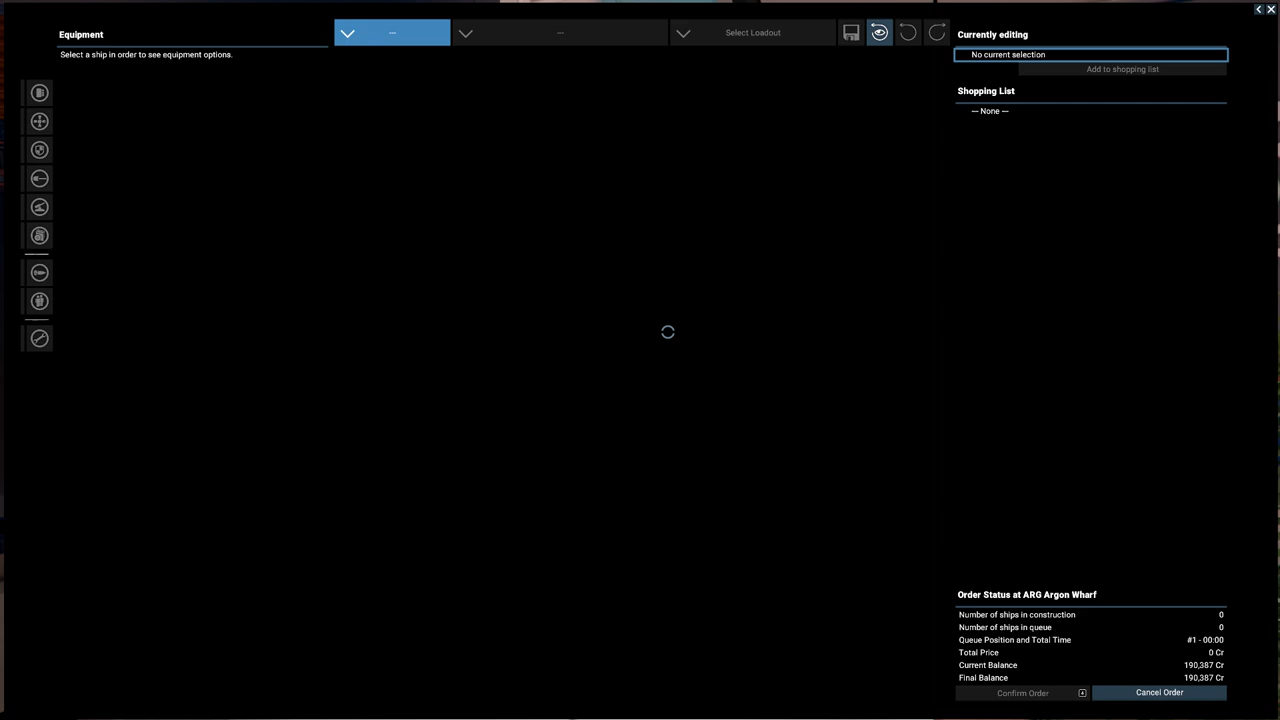 Equipment
Select a ship in order to see equipment options.
---
---
Select Loadout
Currently editing
No current selection
Add to shopping list
Shopping List
--- None ---
Order Status at ARG Argon Wharf
Number of ships in construction 0
Number of ships in queue 0
Queue Position and Total Time #1 - 00:00
Total Price 0 Cr
Current Balance 190,387 Cr
Final Balance 190,387 Cr
Confirm Order
Cancel Order